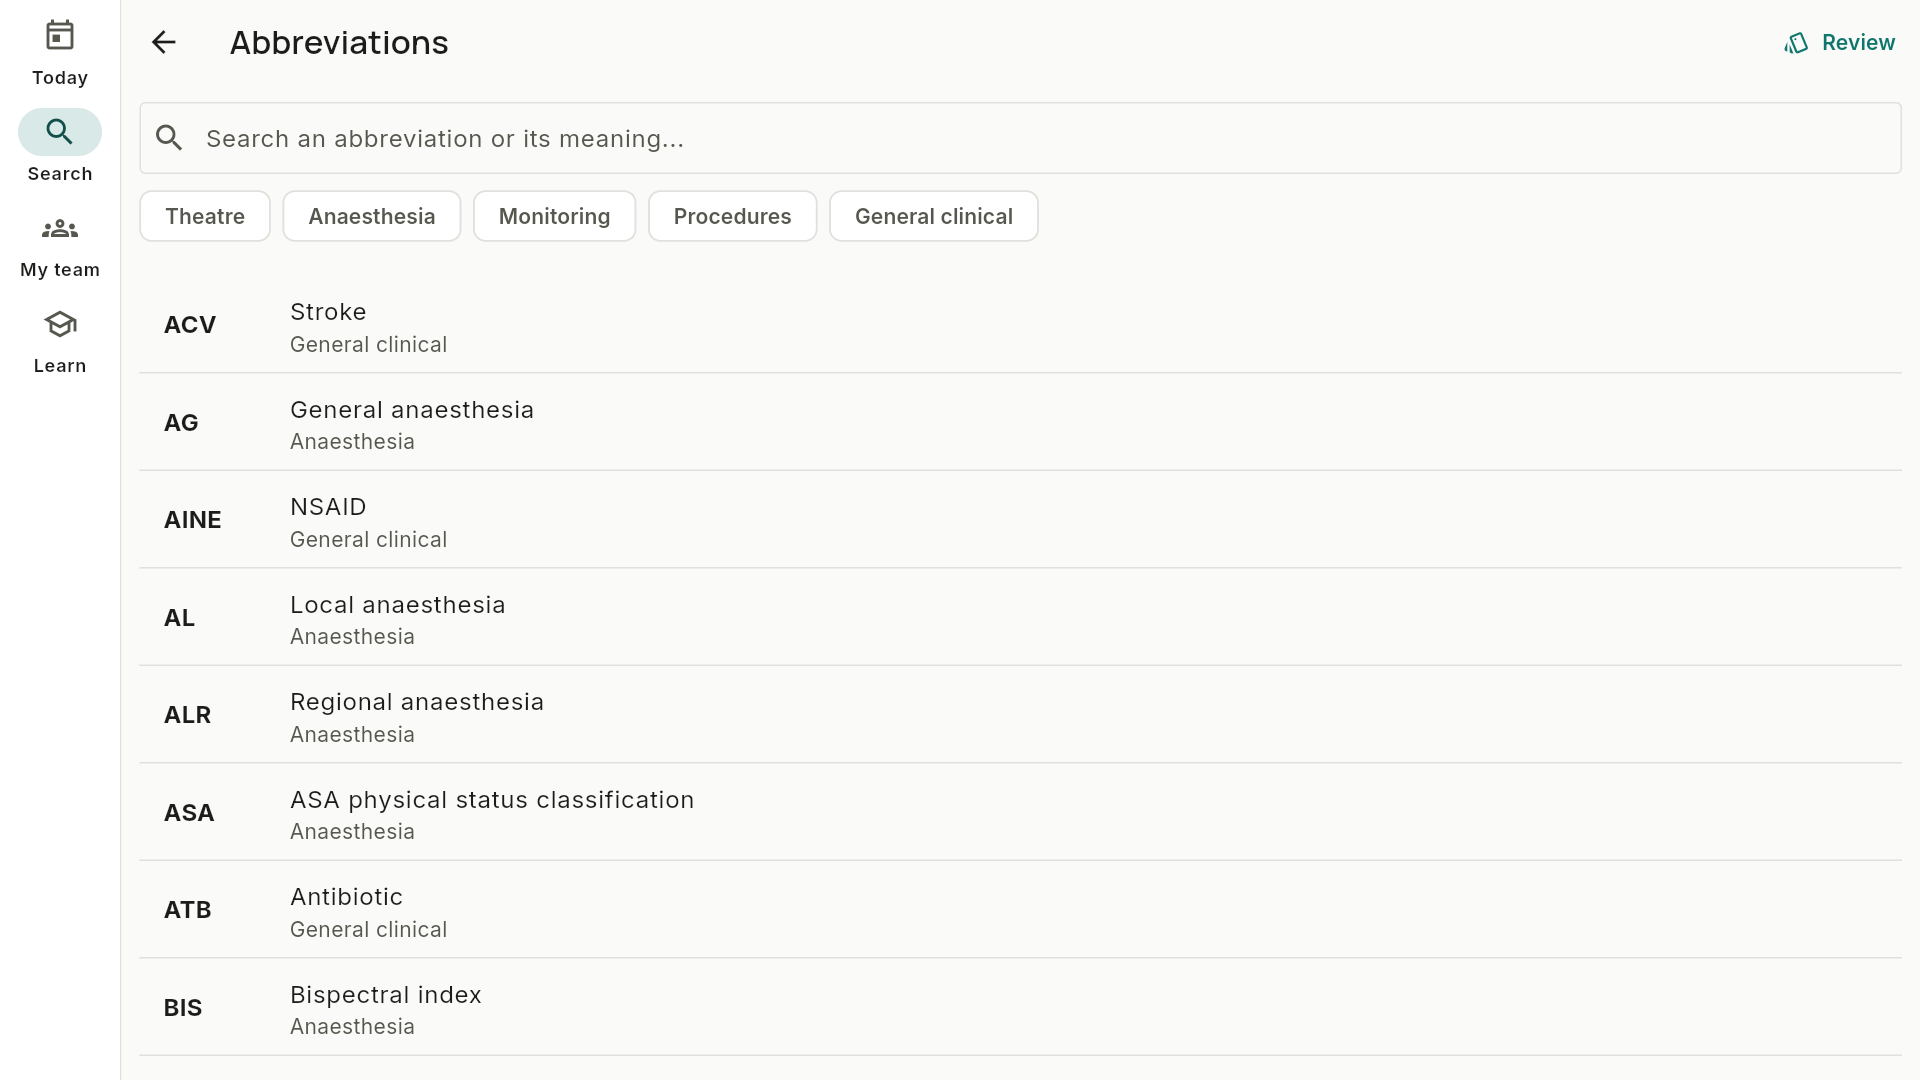 Today
Search
My team
Learn
Abbreviations
Review
Search an abbreviation or its meaning...
Theatre
Anaesthesia
Monitoring
Procedures
General clinical
ACV
Stroke
General clinical
AG
General anaesthesia
Anaesthesia
AINE
NSAID
General clinical
AL
Local anaesthesia
Anaesthesia
ALR
Regional anaesthesia
Anaesthesia
ASA
ASA physical status classification
Anaesthesia
ATB
Antibiotic
General clinical
BIS
Bispectral index
Anaesthesia